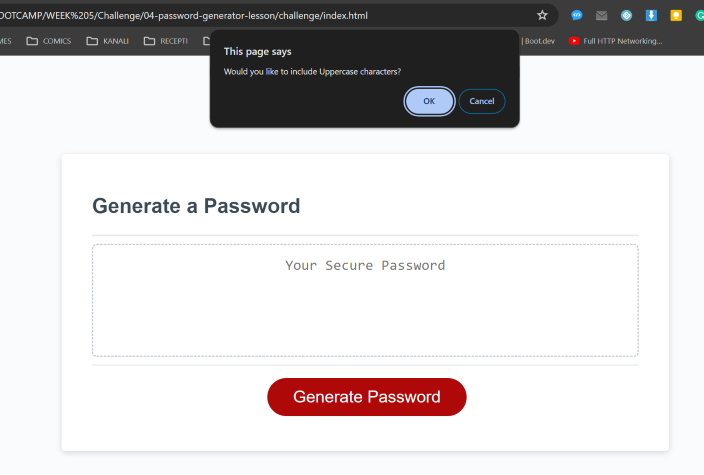 OOTCAMP/WEEK%205/Challenge/04-password-generator-lesson/challenge/index.html
MES COMICS KANALI RECEPTI | Boot.dev Full HTTP Networking...
This page says
Would you like to include Uppercase characters?
OK Cancel
Generate a Password
Your Secure Password
Generate Password